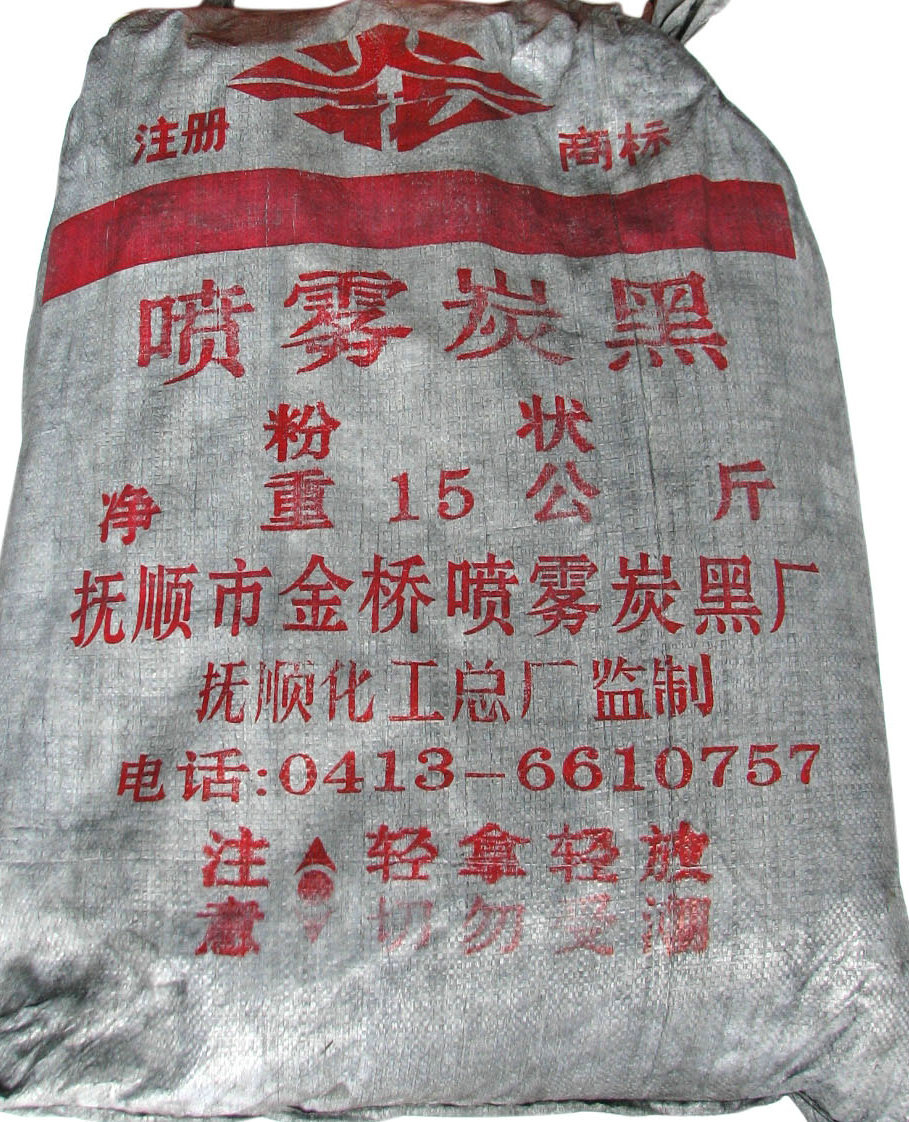 注册 商标
喷雾炭黑
粉状
净重15公斤
抚顺市金桥喷雾炭黑厂
抚顺化工总厂监制
电话:0413-6610757
注意 轻拿轻放
切勿受潮